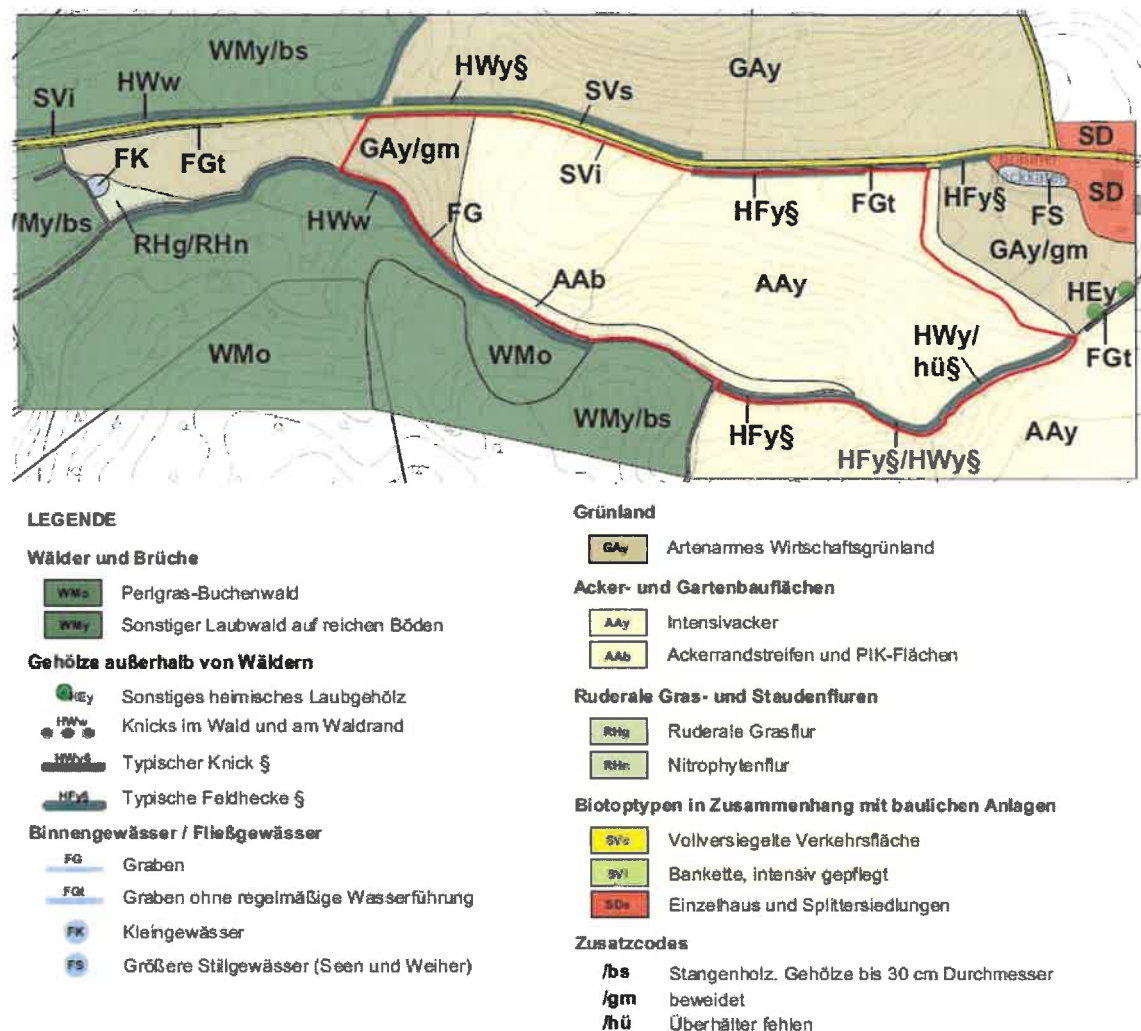 WMy/bs
HWy§
GAy
HWw
SVi
SVs
SD
FK
FGt
GAy/gm
SVi
HFy§
FGt
HFy§
FS
SD
My/bs
RHg/RHn
HWw
FG
GAy/gm
AAb
AAy
HEy
WMo
WMo
HWy/
hü§
FGt
WMy/bs
HFy§
AAy
HFy§/HWy§
LEGENDE
Wälder und Brüche
WMo Perlgras-Buchenwald
WMy Sonstiger Laubwald auf reichen Böden
Gehölze außerhalb von Wäldern
HEy Sonstiges heimisches Laubgehölz
HWw Knicks im Wald und am Waldrand
HWy§ Typischer Knick §
HFy§ Typische Feldhecke §
Binnengewässer / Fließgewässer
FG Graben
FGt Graben ohne regelmäßige Wasserführung
FK Kleingewässer
FS Größere Stillgewässer (Seen und Weiher)
Grünland
GAy Artenarmes Wirtschaftsgrünland
Acker- und Gartenbauflächen
AAy Intensivacker
AAb Ackerrandstreifen und PIK-Flächen
Ruderale Gras- und Staudenfluren
RHg Ruderale Grasflur
RHn Nitrophytenflur
Biotoptypen in Zusammenhang mit baulichen Anlagen
SVs Vollversiegelte Verkehrsfläche
SVi Bankette, intensiv gepflegt
SDs Einzelhaus und Splittersiedlungen
Zusatzcodes
/bs Stangenholz. Gehölze bis 30 cm Durchmesser
/gm beweidet
/hü Überhälter fehlen